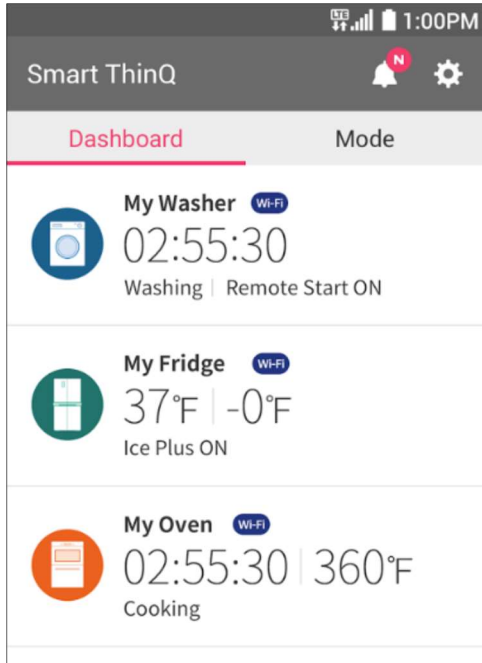 LTE 1:00PM
Smart ThinQ N
Dashboard Mode
My Washer Wi-Fi
02:55:30
Washing | Remote Start ON
My Fridge Wi-Fi
37°F | -0°F
Ice Plus ON
My Oven Wi-Fi
02:55:30 | 360°F
Cooking